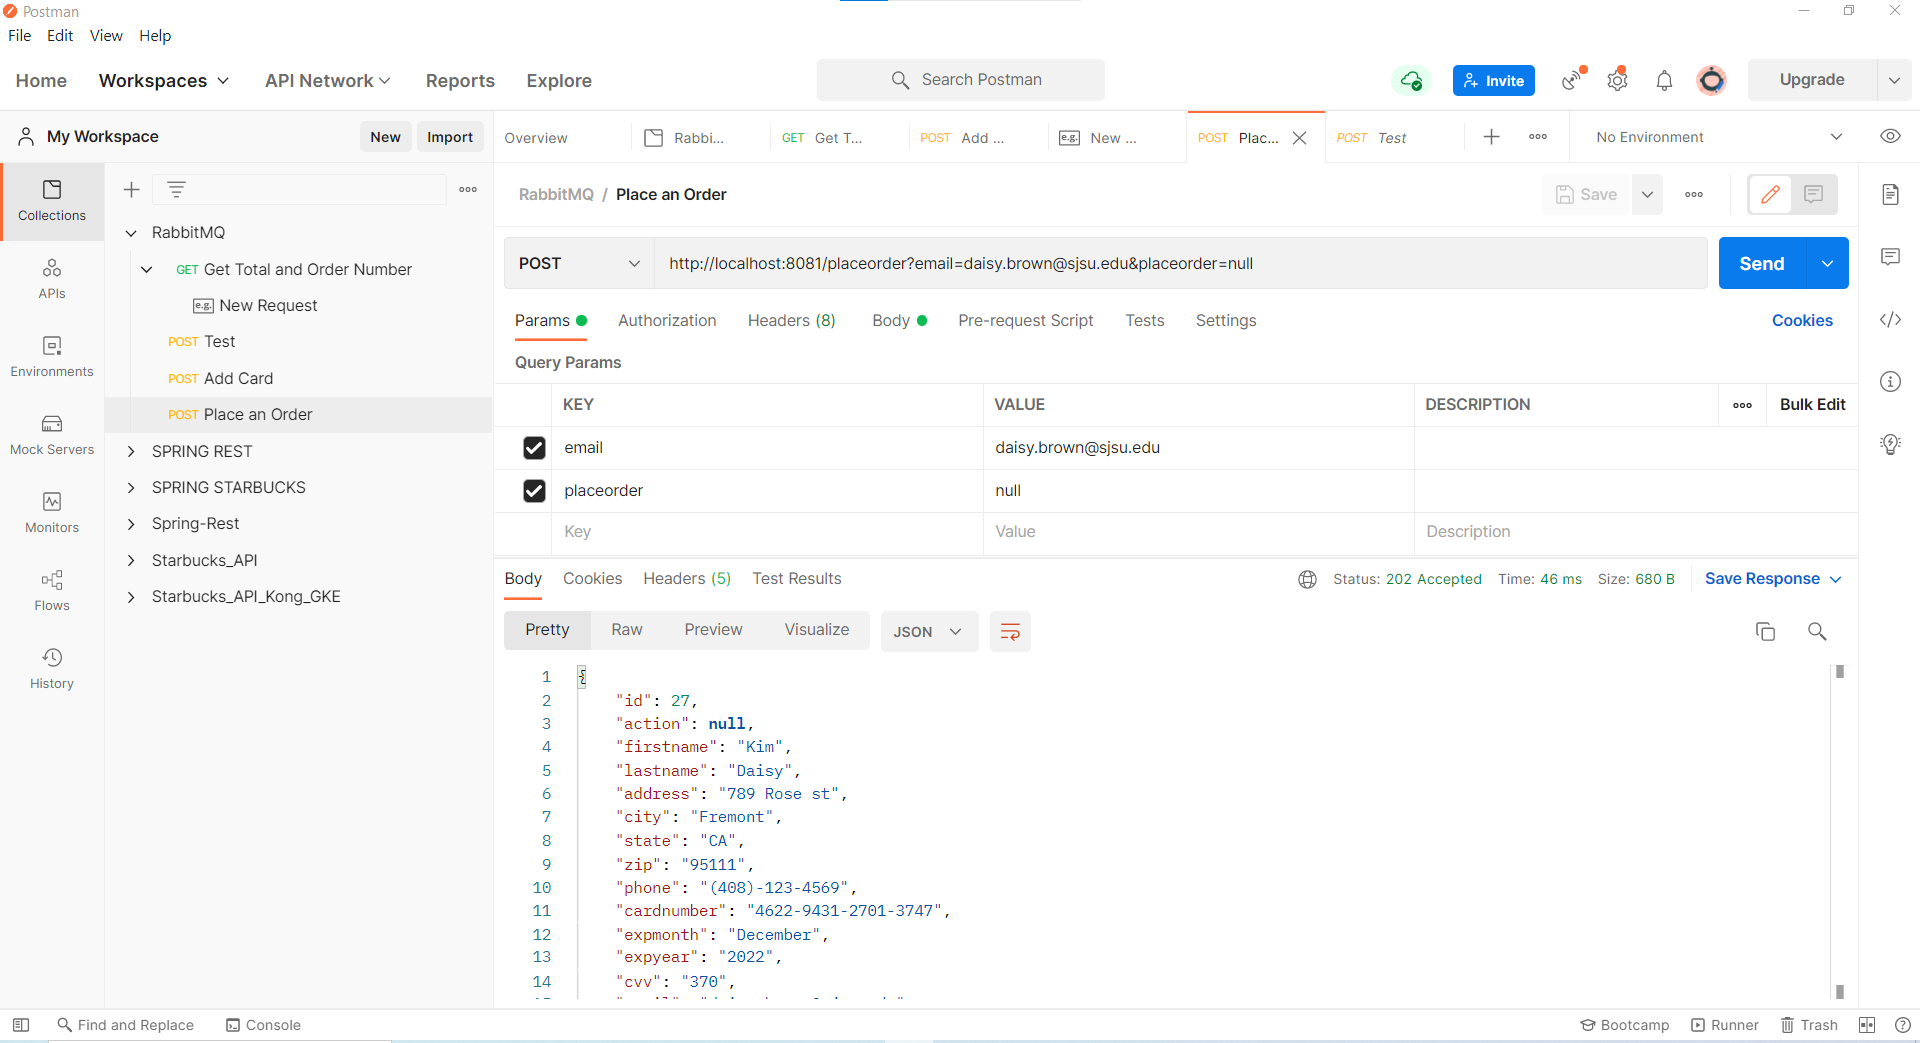 Postman
File Edit View Help
Home Workspaces API Network Reports Explore Search Postman Invite Upgrade
My Workspace New Import
Overview Rabbi... GET Get T... POST Add ... e.g. New ... POST Plac... POST Test No Environment
Collections
APIs
Environments
Mock Servers
Monitors
Flows
History
RabbitMQ
GET Get Total and Order Number
e.g. New Request
POST Test
POST Add Card
POST Place an Order
SPRING REST
SPRING STARBUCKS
Spring-Rest
Starbucks_API
Starbucks_API_Kong_GKE
RabbitMQ / Place an Order Save
POST http://localhost:8081/placeorder?email=daisy.brown@sjsu.edu&placeorder=null Send
Params Authorization Headers (8) Body Pre-request Script Tests Settings Cookies
Query Params
KEY VALUE DESCRIPTION Bulk Edit
email daisy.brown@sjsu.edu
placeorder null
Key Value Description
Body Cookies Headers (5) Test Results Status: 202 Accepted Time: 46 ms Size: 680 B Save Response
Pretty Raw Preview Visualize JSON
1 {
2 "id": 27,
3 "action": null,
4 "firstname": "Kim",
5 "lastname": "Daisy",
6 "address": "789 Rose st",
7 "city": "Fremont",
8 "state": "CA",
9 "zip": "95111",
10 "phone": "(408)-123-4569",
11 "cardnumber": "4622-9431-2701-3747",
12 "expmonth": "December",
13 "expyear": "2022",
14 "cvv": "370",
Find and Replace Console Bootcamp Runner Trash